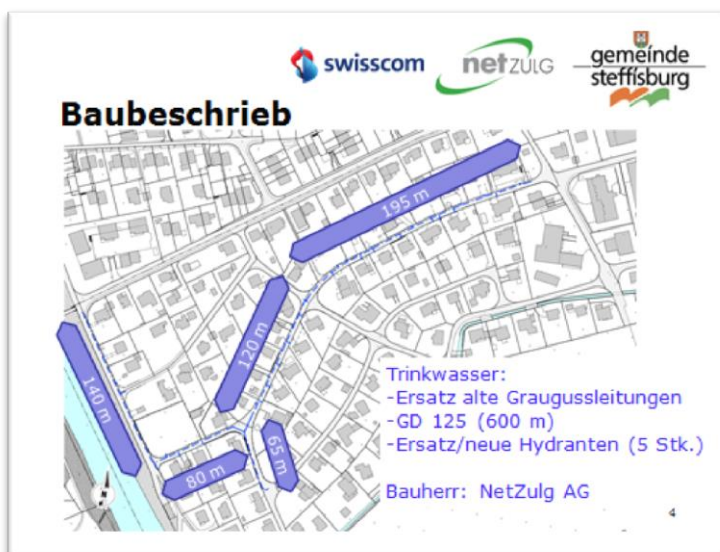 swisscom
netzulg
gemeinde
steffisburg
Baubeschrieb
195 m
120 m
140 m
80 m
65 m
Trinkwasser:
-Ersatz alte Graugussleitungen
-GD 125 (600 m)
-Ersatz/neue Hydranten (5 Stk.)
Bauherr: NetZulg AG
4